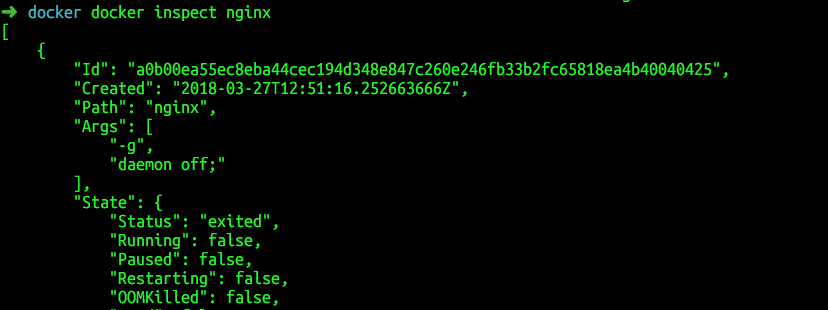 ➜ docker docker inspect nginx
[
    {
        "Id": "a0b00ea55ec8eba44cec194d348e847c260e246fb33b2fc65818ea4b40040425",
        "Created": "2018-03-27T12:51:16.252663666Z",
        "Path": "nginx",
        "Args": [
            "-g",
            "daemon off;"
        ],
        "State": {
            "Status": "exited",
            "Running": false,
            "Paused": false,
            "Restarting": false,
            "OOMKilled": false,